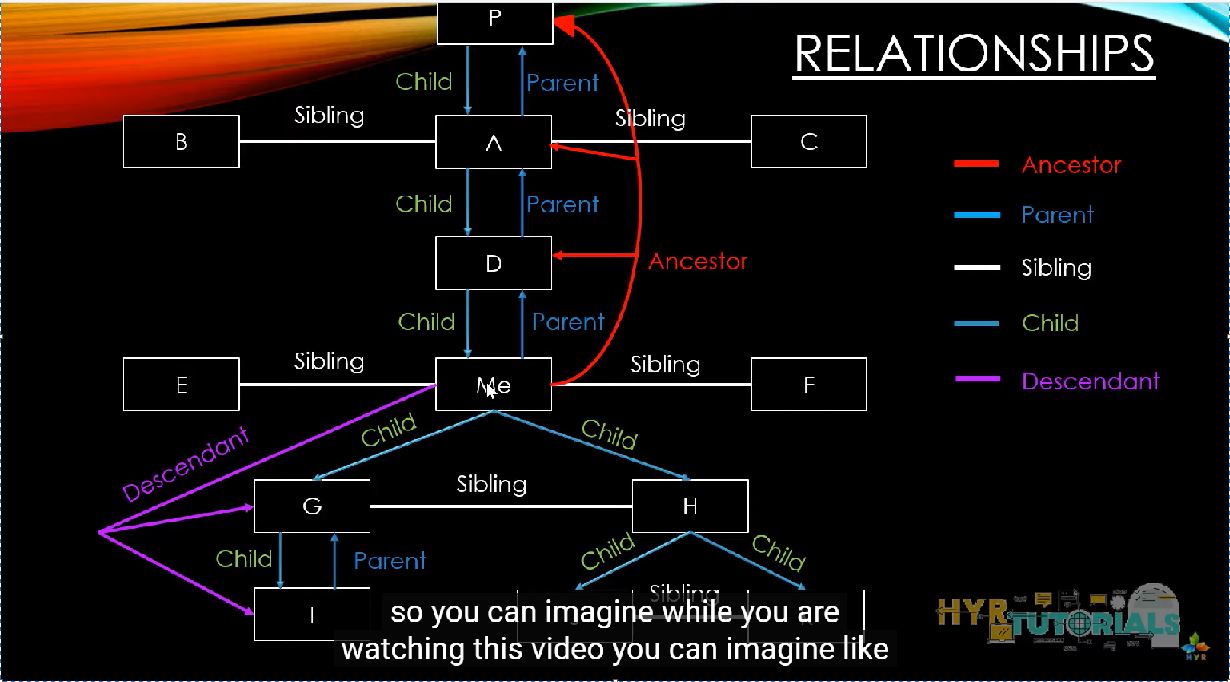 P
RELATIONSHIPS
Child
Parent
Sibling
Sibling
B
A
C
Ancestor
Child
Parent
Parent
D
Ancestor
Sibling
Child
Parent
Child
Sibling
Sibling
E
Me
F
Descendant
Child
Child
Descendant
Sibling
G
H
Child
Parent
Child
Child
Sibling
I
so you can imagine while you are
watching this video you can imagine like
HYR
TUTORIALS
HYR